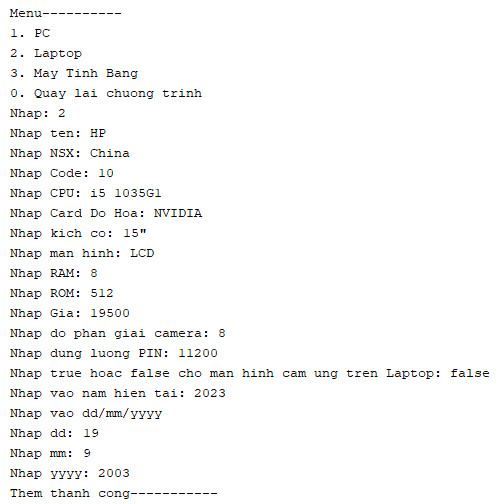 Menu----------
1. PC
2. Laptop
3. May Tinh Bang
0. Quay lai chuong trinh
Nhap: 2
Nhap ten: HP
Nhap NSX: China
Nhap Code: 10
Nhap CPU: i5 1035G1
Nhap Card Do Hoa: NVIDIA
Nhap kich co: 15"
Nhap man hinh: LCD
Nhap RAM: 8
Nhap ROM: 512
Nhap Gia: 19500
Nhap do phan giai camera: 8
Nhap dung luong PIN: 11200
Nhap true hoac false cho man hinh cam ung tren Laptop: false
Nhap vao nam hien tai: 2023
Nhap vao dd/mm/yyyy
Nhap dd: 19
Nhap mm: 9
Nhap yyyy: 2003
Them thanh cong-----------